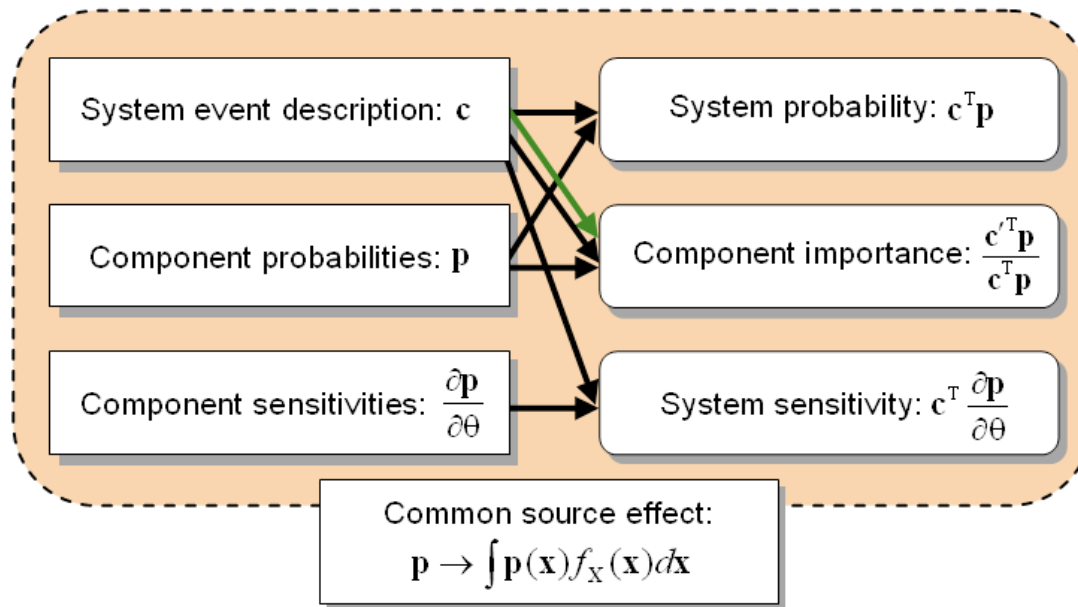 System event description: c
System probability: cᵀp
Component probabilities: p
Component importance: c′ᵀp / cᵀp
Component sensitivities: ∂p/∂θ
System sensitivity: cᵀ ∂p/∂θ
Common source effect:
p → ∫p(x)f_X(x)dx